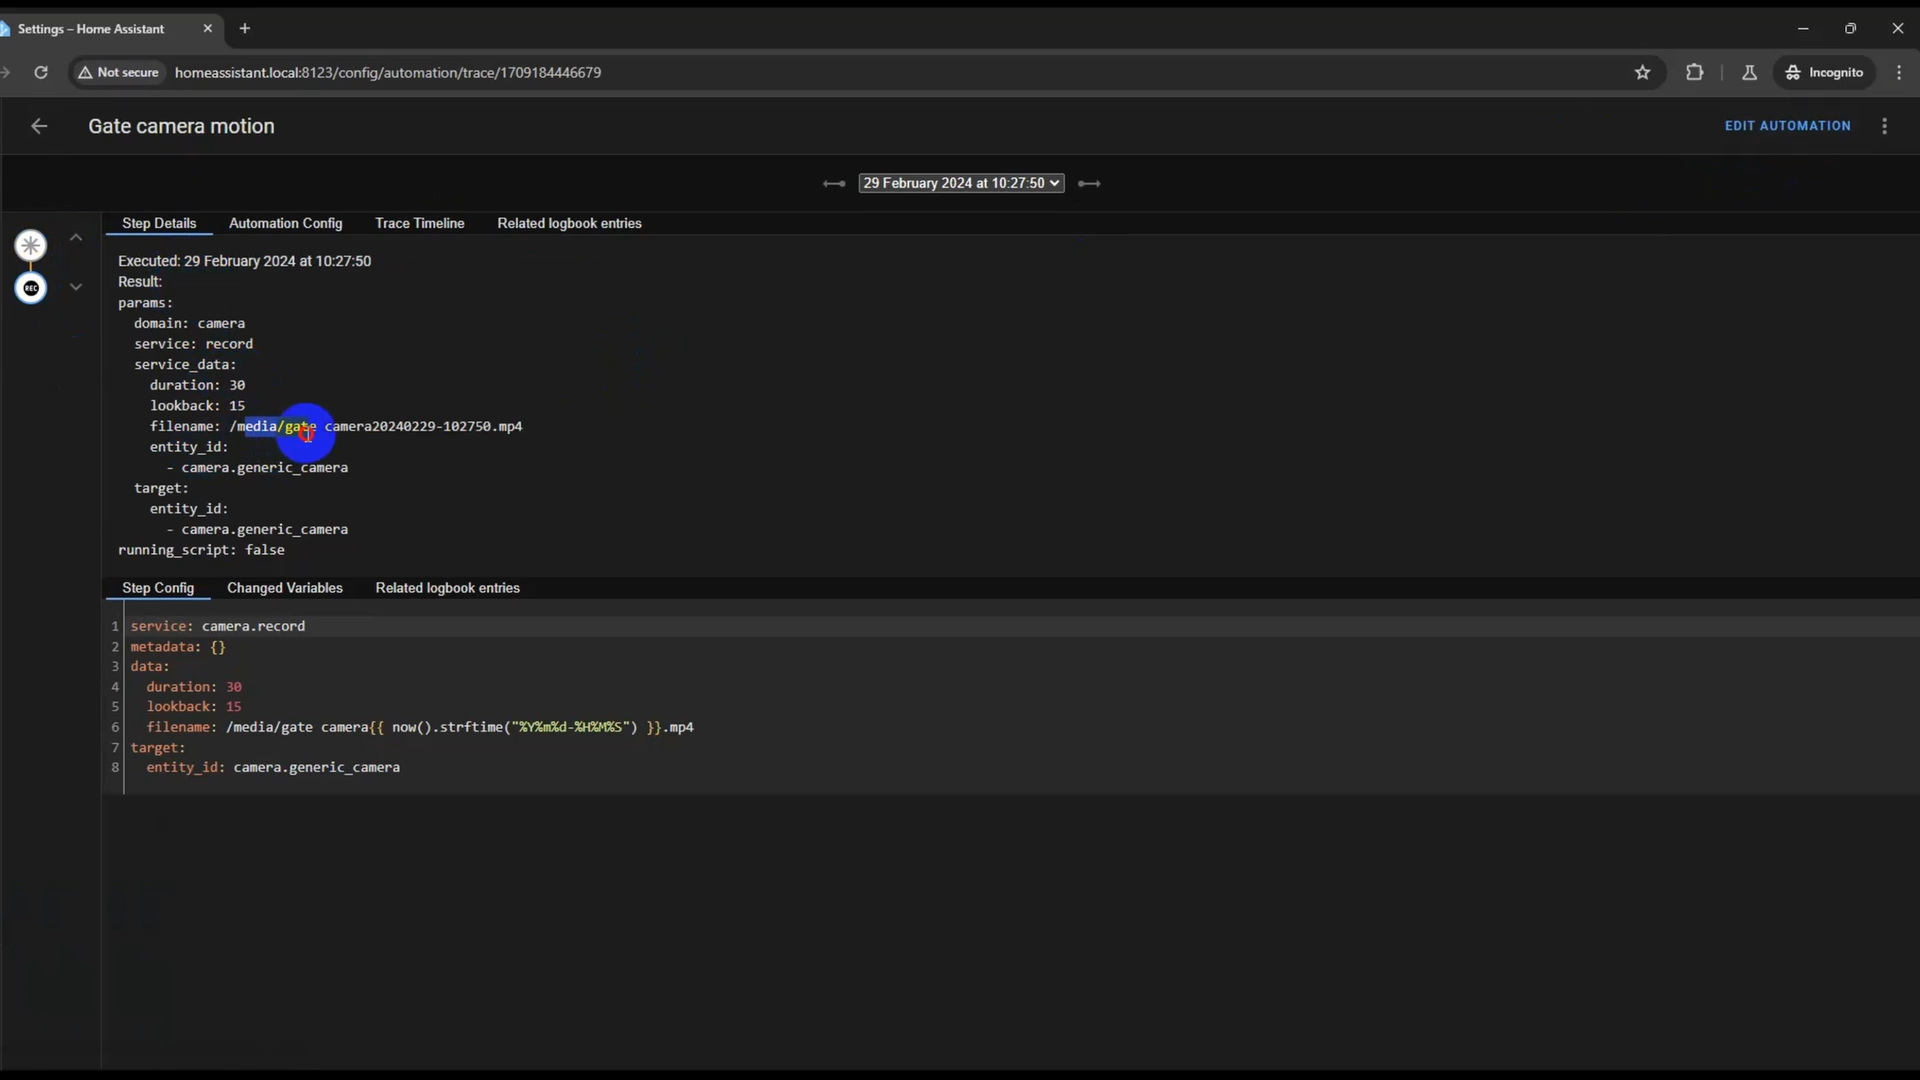 Settings – Home Assistant
Not secure
homeassistant.local:8123/config/automation/trace/1709184446679
Incognito
Gate camera motion
EDIT AUTOMATION
29 February 2024 at 10:27:50
Step Details
Automation Config
Trace Timeline
Related logbook entries
REC
Executed: 29 February 2024 at 10:27:50
Result:
params:
domain: camera
service: record
service_data:
duration: 30
lookback: 15
filename: /media/gate camera20240229-102750.mp4
entity_id:
- camera.generic_camera
target:
entity_id:
- camera.generic_camera
running_script: false
Step Config
Changed Variables
Related logbook entries
1 service: camera.record
2 metadata: {}
3 data:
4 duration: 30
5 lookback: 15
6 filename: /media/gate camera{{ now().strftime("%Y%m%d-%H%M%S") }}.mp4
7 target:
8 entity_id: camera.generic_camera